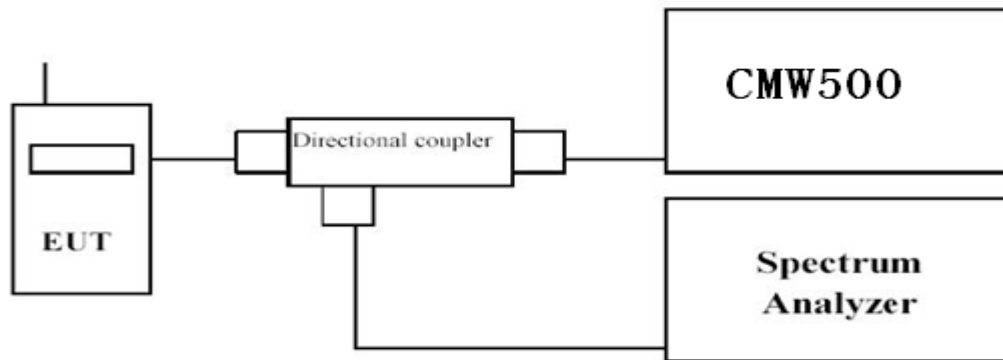 CMW500
Directional coupler
EUT
Spectrum
Analyzer